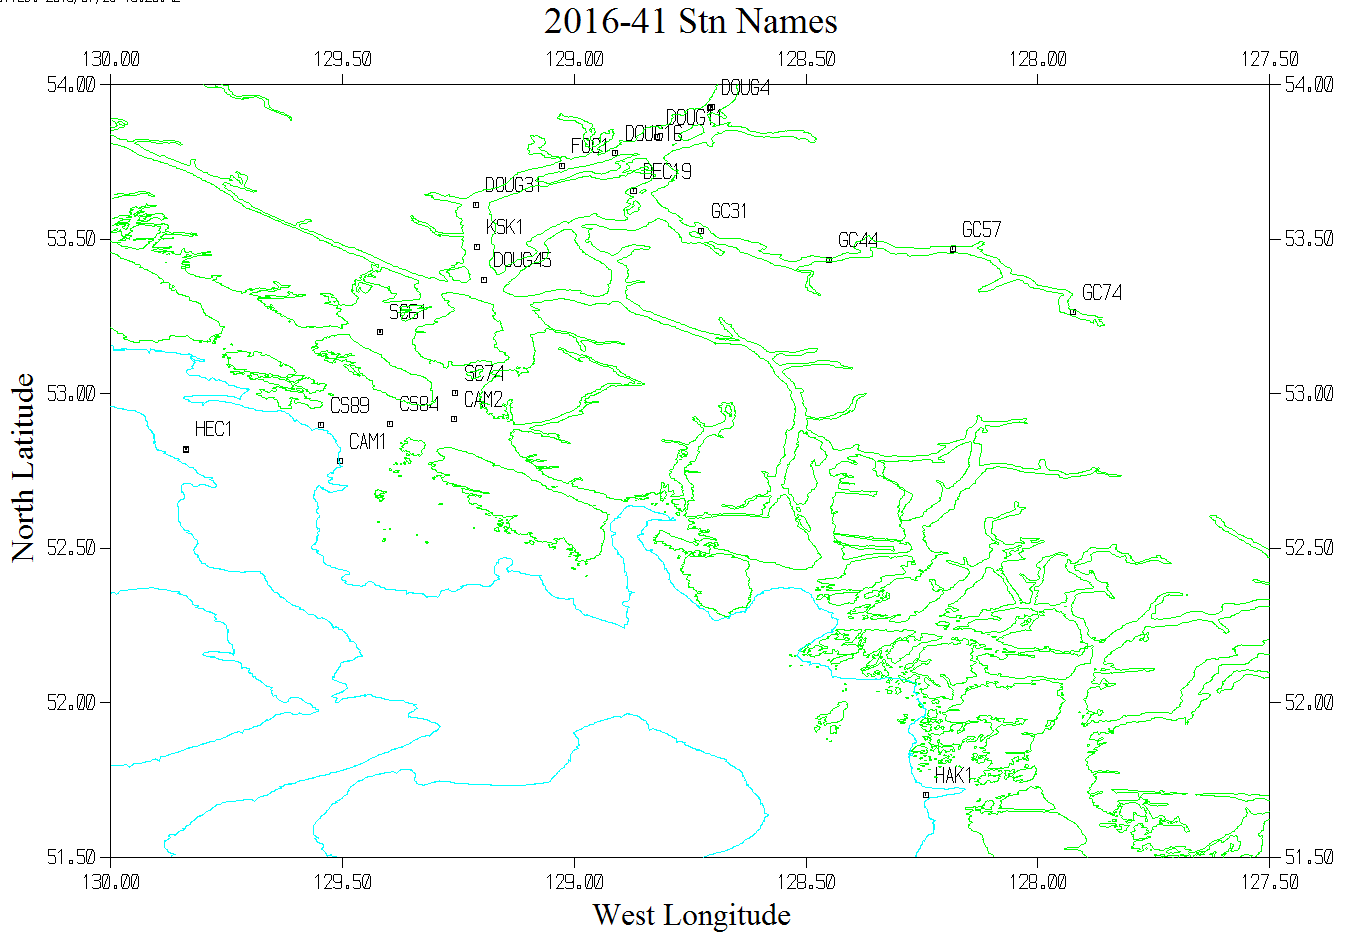 2016-41 Stn Names
130.00 129.50 129.00 128.50 128.00 127.50
54.00 54.00
DOUG4
DOUG11
DOUG16
FOC1
DEC19
DOUG31
GC31
KSK1
GC57
53.50 GC44 53.50
DOUG45
GC74
SC61
SC74
53.00 53.00
CAM2
CS89 CS84
HEC1
CAM1
North Latitude
52.50 52.50
52.00 52.00
HAK1
51.50 51.50
130.00 129.50 129.00 128.50 128.00 127.50
West Longitude